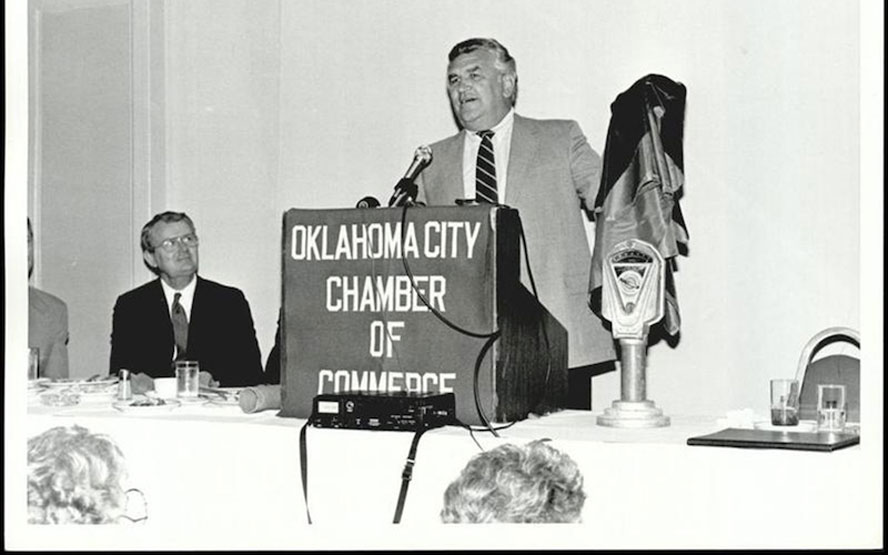 OKLAHOMA CITY
CHAMBER
OF
COMMERCE